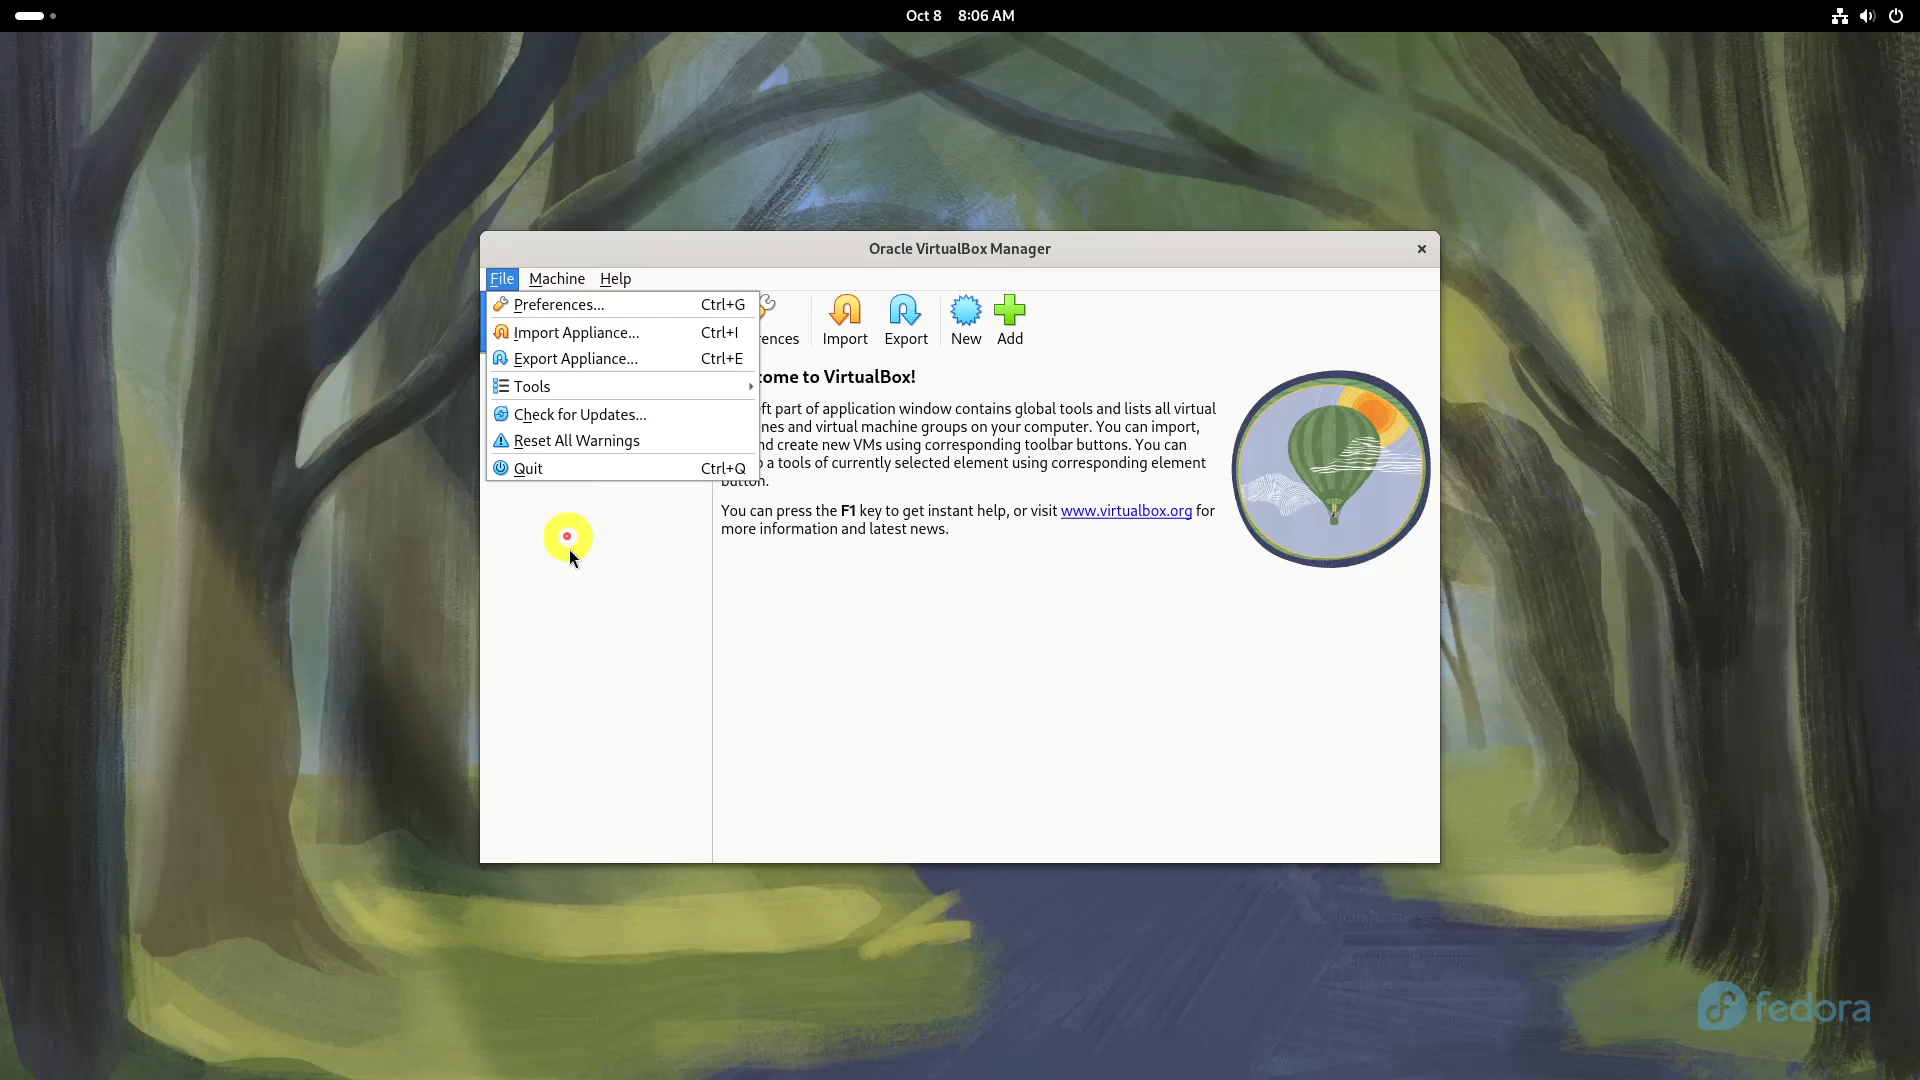 Oct 8 8:06 AM
Oracle VirtualBox Manager
File Machine Help
Preferences... Ctrl+G
Import Appliance... Ctrl+I
Export Appliance... Ctrl+E
Tools
Check for Updates...
Reset All Warnings
Quit Ctrl+Q
rences Import Export New Add
come to VirtualBox!
ft part of application window contains global tools and lists all virtual
nes and virtual machine groups on your computer. You can import,
nd create new VMs using corresponding toolbar buttons. You can
a tools of currently selected element using corresponding element
button.
You can press the F1 key to get instant help, or visit www.virtualbox.org for
more information and latest news.
fedora